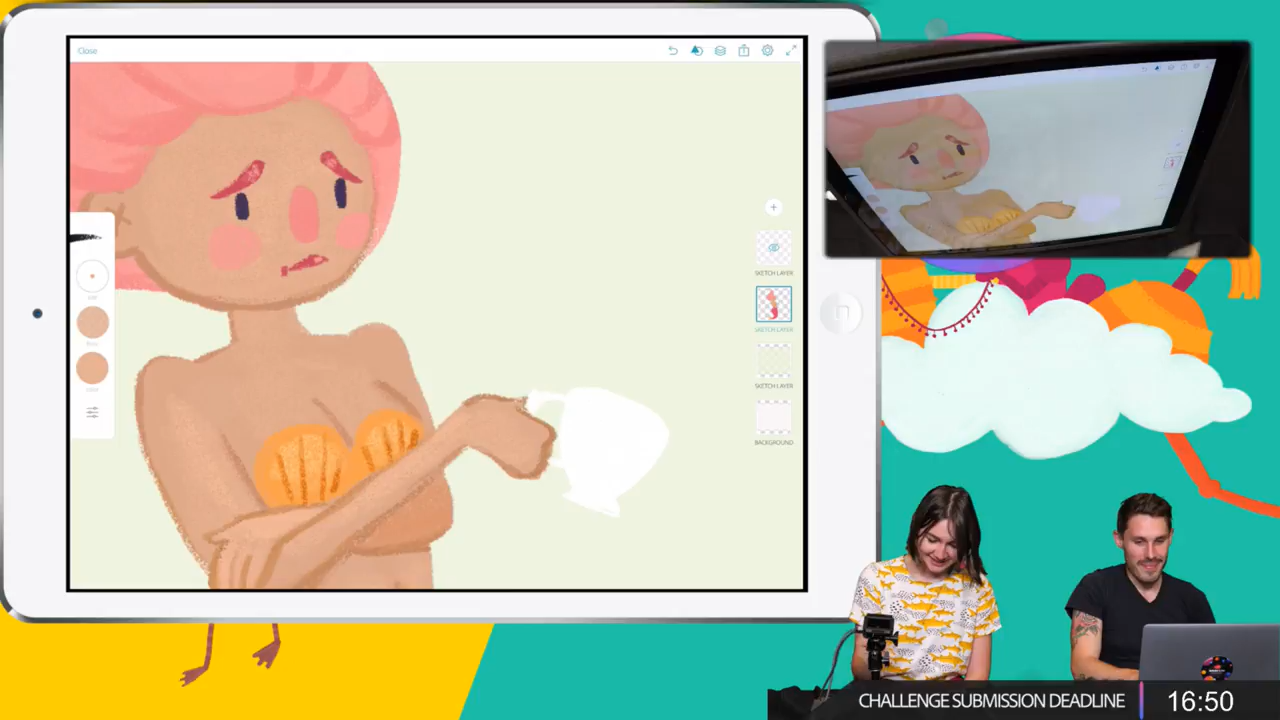 Close
SKETCH LAYER
SKETCH LAYER
SKETCH LAYER
BACKGROUND
CHALLENGE SUBMISSION DEADLINE
16:50